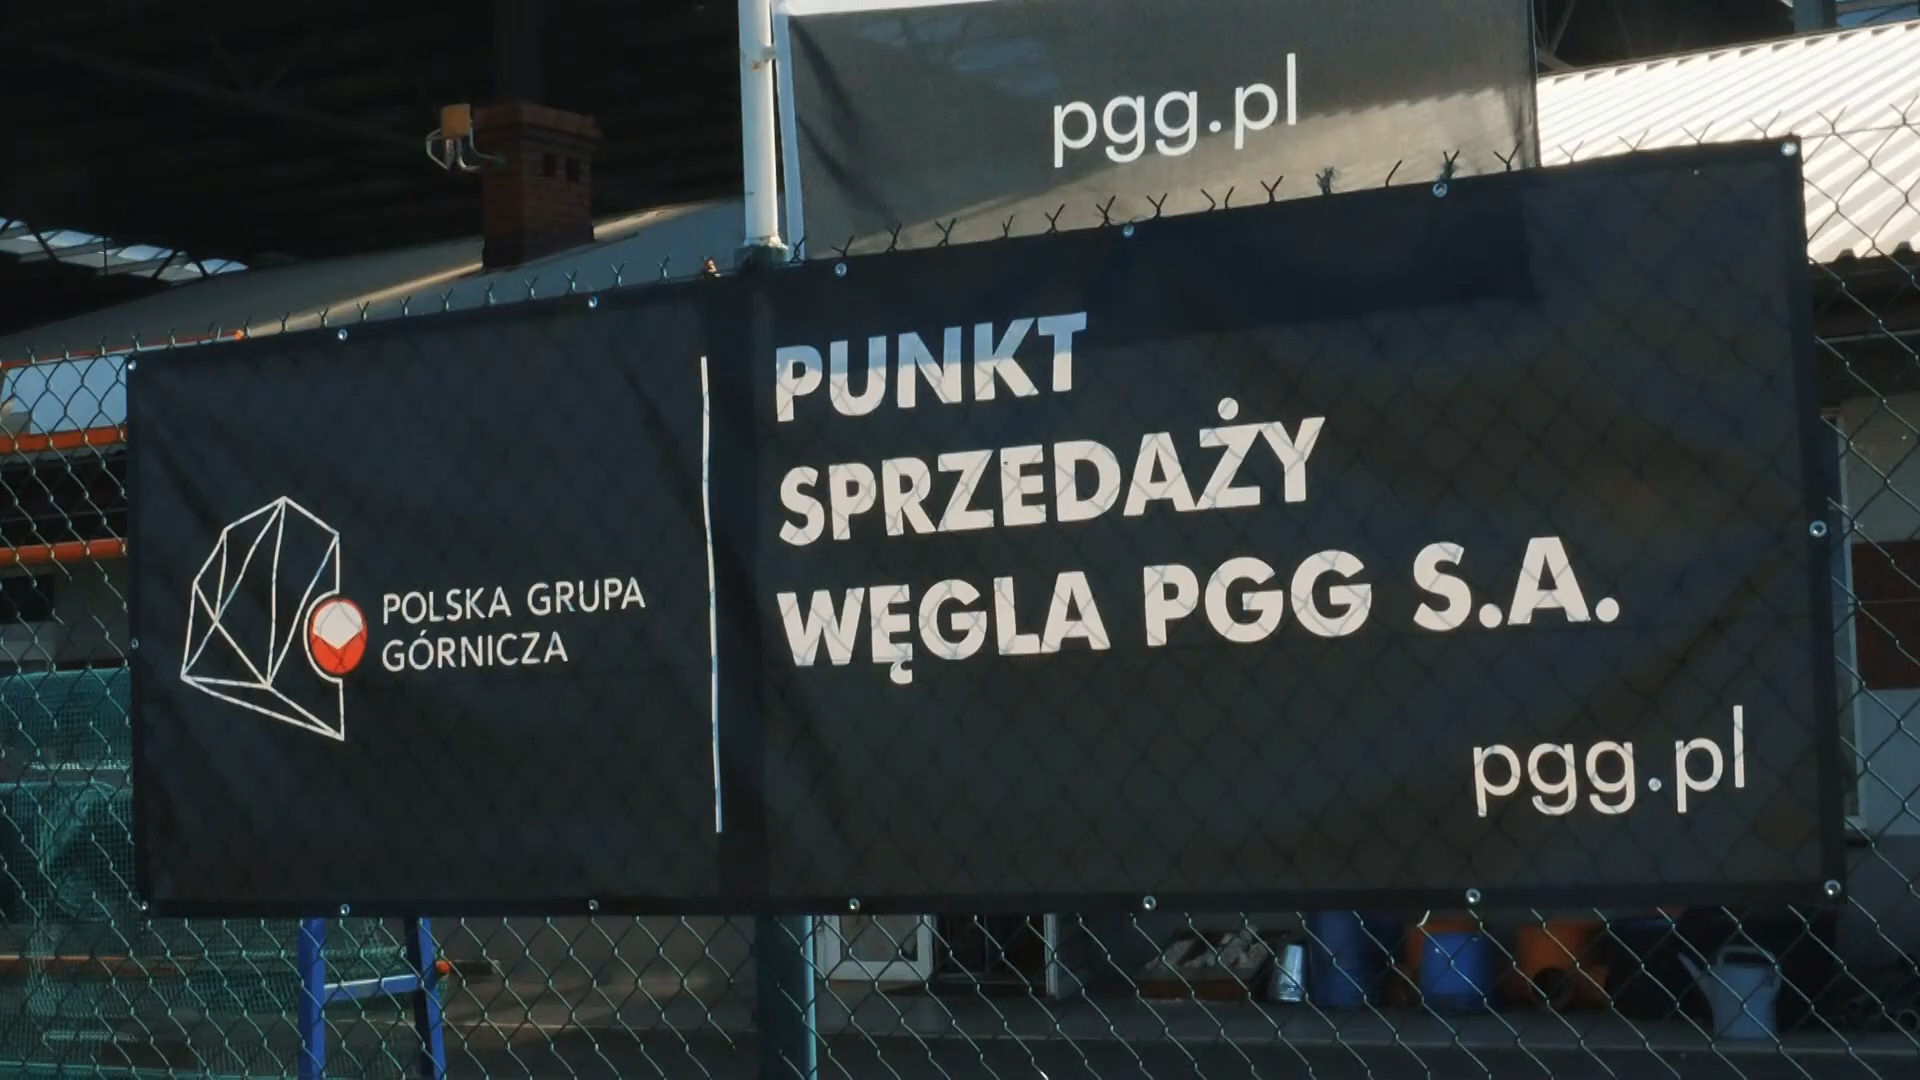 pgg.pl
POLSKA GRUPA
GÓRNICZA
PUNKT
SPRZEDAŻY
WĘGLA PGG S.A.
pgg.pl